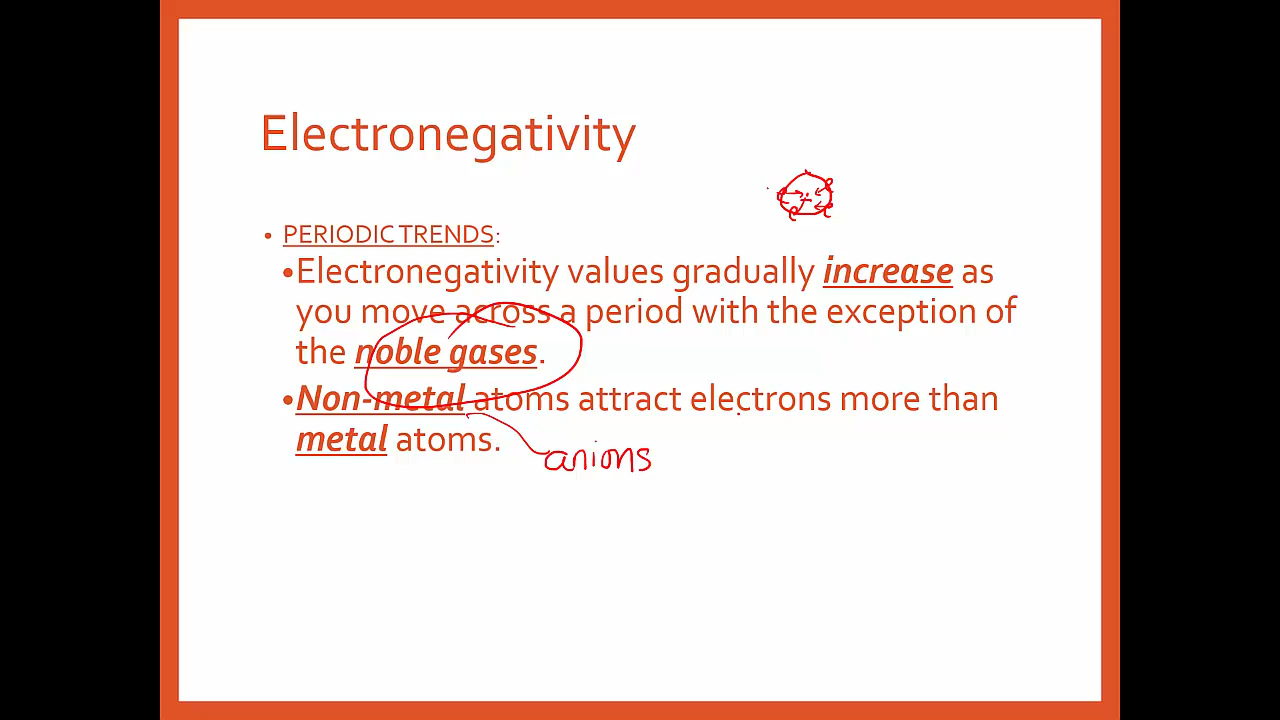 Electronegativity
• PERIODIC TRENDS:
•Electronegativity values gradually increase as
you move across a period with the exception of
the noble gases.
•Non-metal atoms attract electrons more than
metal atoms.
anions